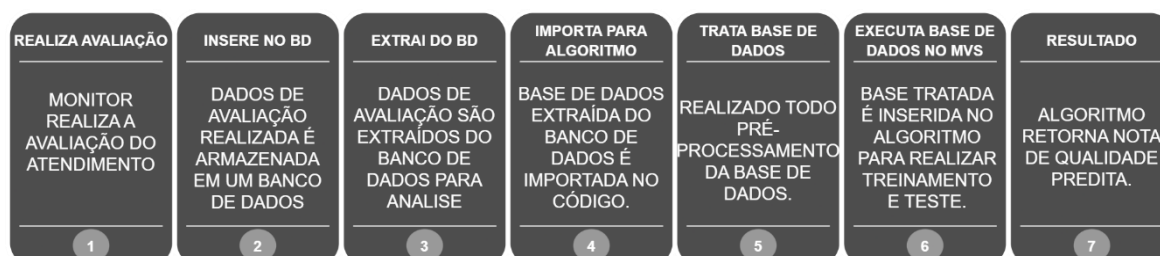 REALIZA AVALIAÇÃO
MONITOR
REALIZA A
AVALIAÇÃO DO
ATENDIMENTO
1
INSERE NO BD
DADOS DE
AVALIAÇÃO
REALIZADA É
ARMAZENADA
EM UM BANCO
DE DADOS
2
EXTRAI DO BD
DADOS DE
AVALIAÇÃO SÃO
EXTRAÍDOS DO
BANCO DE
DADOS PARA
ANALISE
3
IMPORTA PARA
ALGORITMO
BASE DE DADOS
EXTRAÍDA DO
BANCO DE
DADOS É
IMPORTADA NO
CÓDIGO.
4
TRATA BASE DE
DADOS
REALIZADO TODO
PRÉ-
PROCESSAMENTO
DA BASE DE
DADOS.
5
EXECUTA BASE DE
DADOS NO MVS
BASE TRATADA
É INSERIDA NO
ALGORITMO
PARA REALIZAR
TREINAMENTO
E TESTE.
6
RESULTADO
ALGORITMO
RETORNA NOTA
DE QUALIDADE
PREDITA.
7